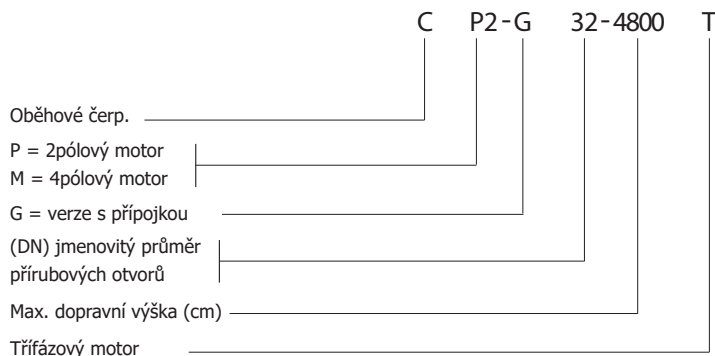 C P2-G 32-4800 T
Oběhové čerp.
P = 2pólový motor
M = 4pólový motor
G = verze s přípojkou
(DN) jmenovitý průměr
přírubových otvorů
Max. dopravní výška (cm)
Třífázový motor